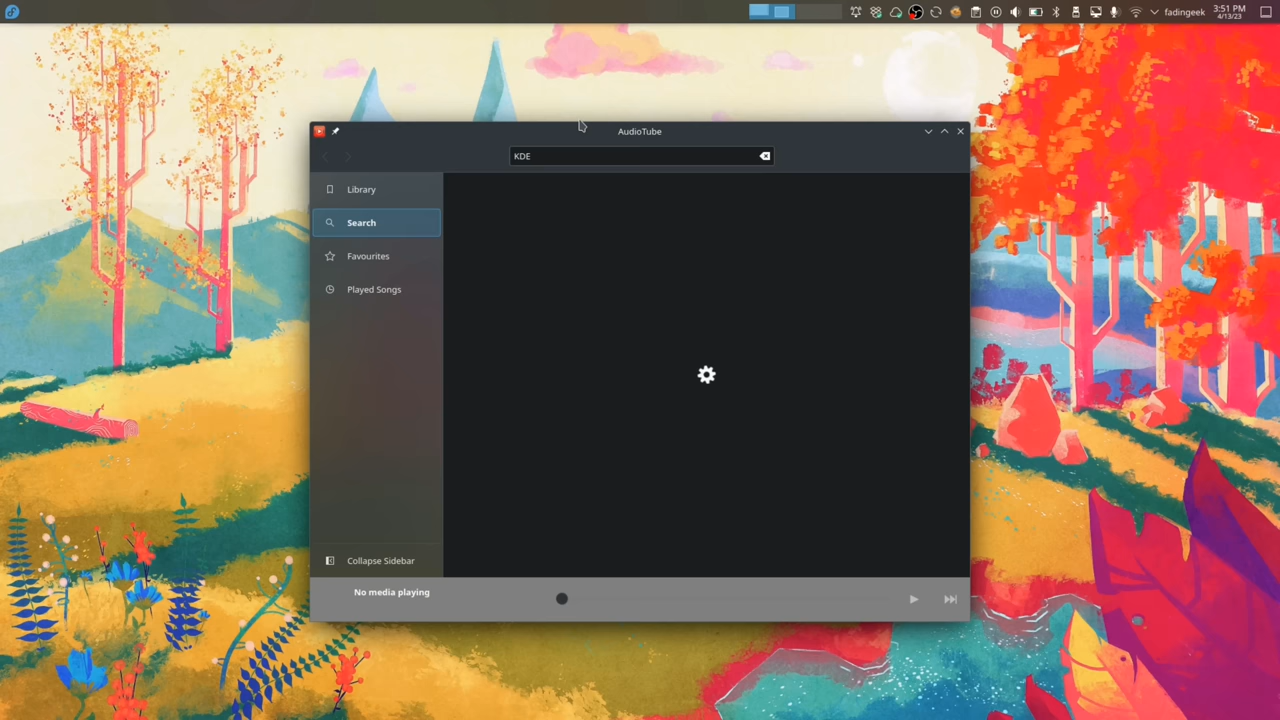 fadingeek
3:51 PM
4/13/23
AudioTube
KDE
Library
Search
Favourites
Played Songs
Collapse Sidebar
No media playing